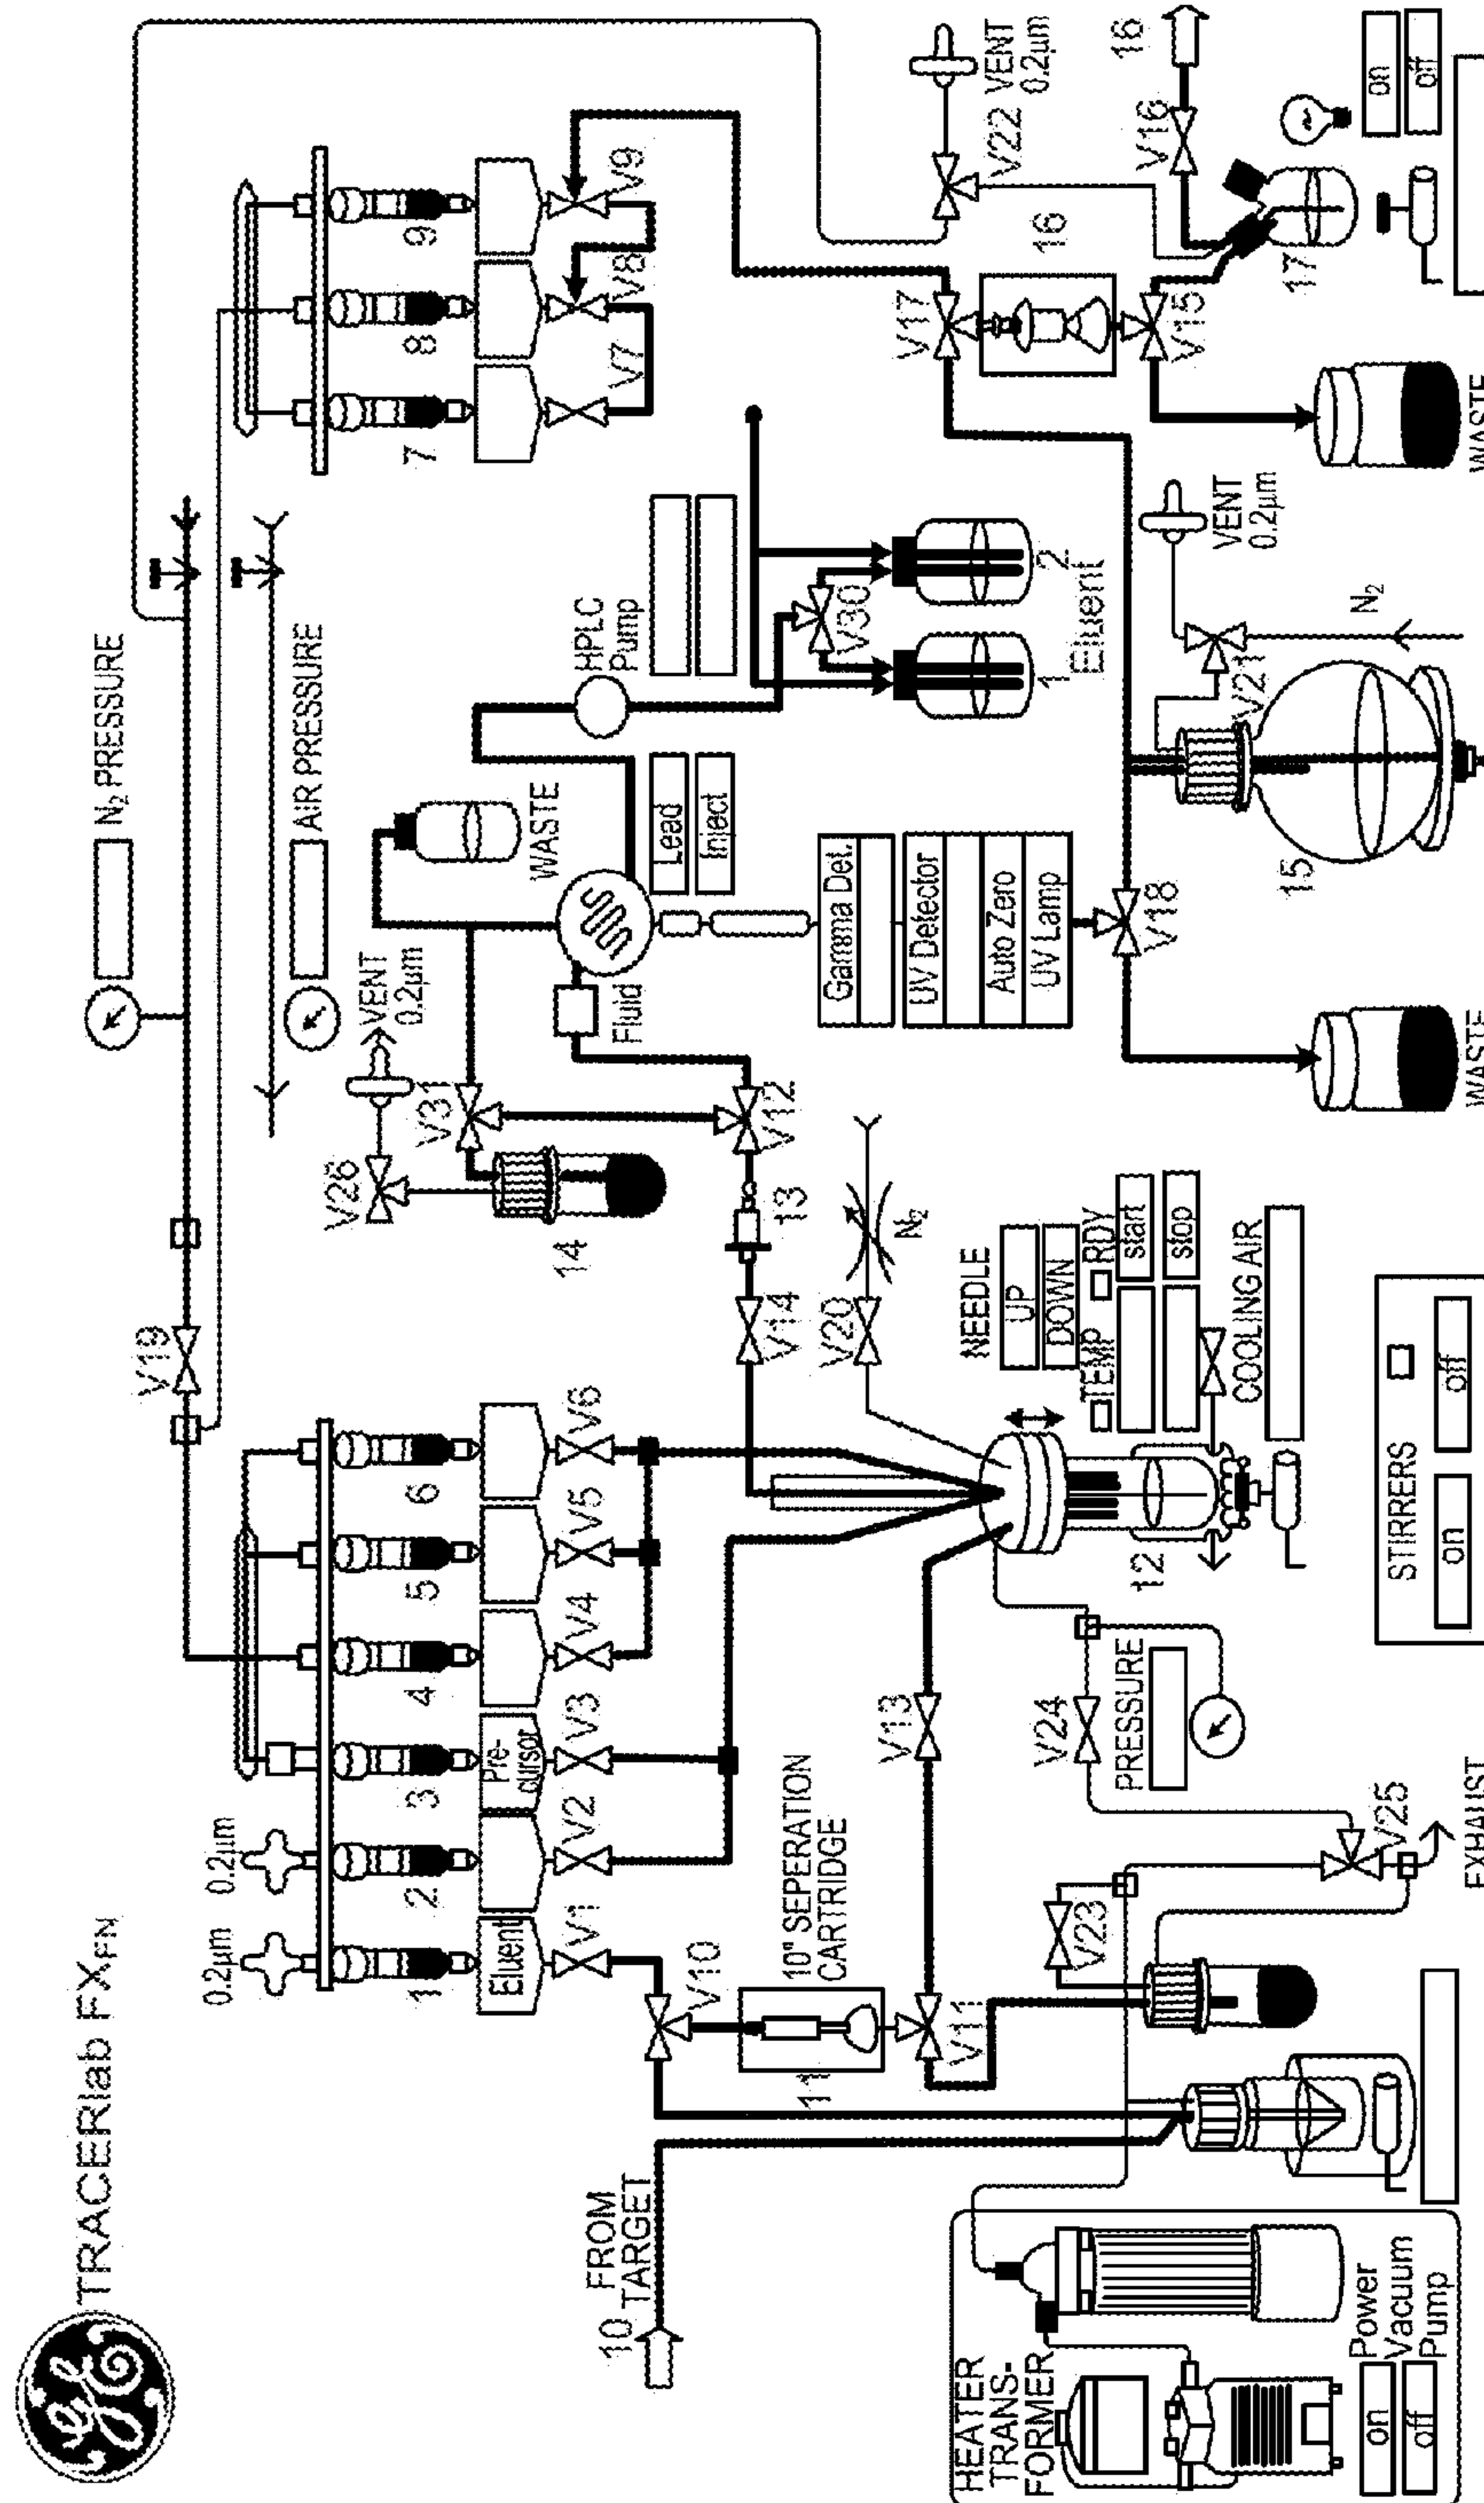 TRACERlab FXFN
N₂ PRESSURE
AIR PRESSURE
0.2µm
0.2µm
V19
1
2
3
4
5
6
7
8
9
Eluent
Pre-
cursor
V1
V2
V3
V4
V5
V6
V7
V8
V9
V26
VENT
0.2µm
V31
14
WASTE
HPLC
Pump
Lead
Inject
Fluid
V12
13
V14
V20
N₂
V30
1
2
Eluent
Gamma Det.
UV Detector
Auto Zero
UV Lamp
V18
V17
16
V15
V22
VENT
0.2µm
V16
16
17
on
off
WASTE
VENT
0.2µm
V21
N₂
15
WASTE
10
FROM
TARGET
V10
11
10" SEPERATION
CARTRIDGE
V11
V13
NEEDLE
UP
DOWN
TEMP
RDY
start
stop
COOLING AIR
12
V24
PRESSURE
V23
V25
EXHAUST
STIRRERS
on
off
HEATER
TRANS-
FORMER
on
off
Power
Vacuum
Pump